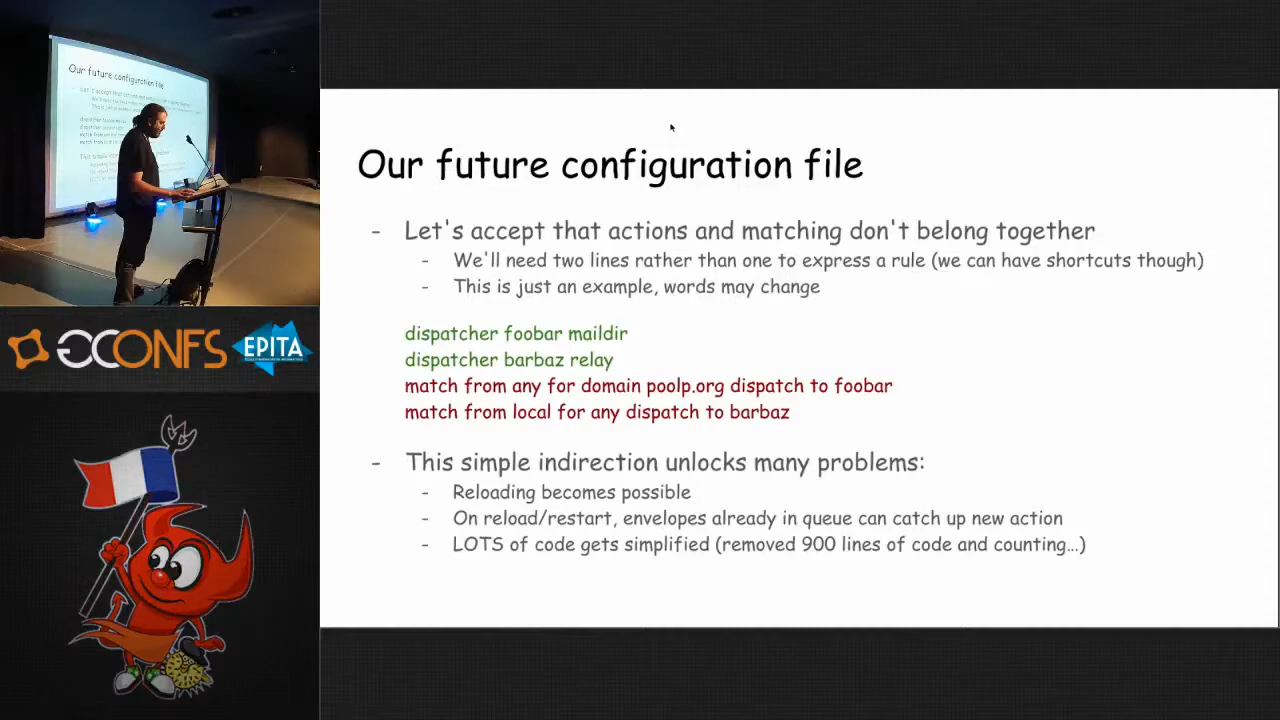 Our future configuration file
- Let's accept that actions and matching don't belong together
- We'll need two lines rather than one to express a rule (we can have shortcuts though)
- This is just an example, words may change
dispatcher foobar maildir
dispatcher barbaz relay
match from any for domain poolp.org dispatch to foobar
match from local for any dispatch to barbaz
- This simple indirection unlocks many problems:
- Reloading becomes possible
- On reload/restart, envelopes already in queue can catch up new action
- LOTS of code gets simplified (removed 900 lines of code and counting…)
Our future configuration file
GCONFS
EPITA